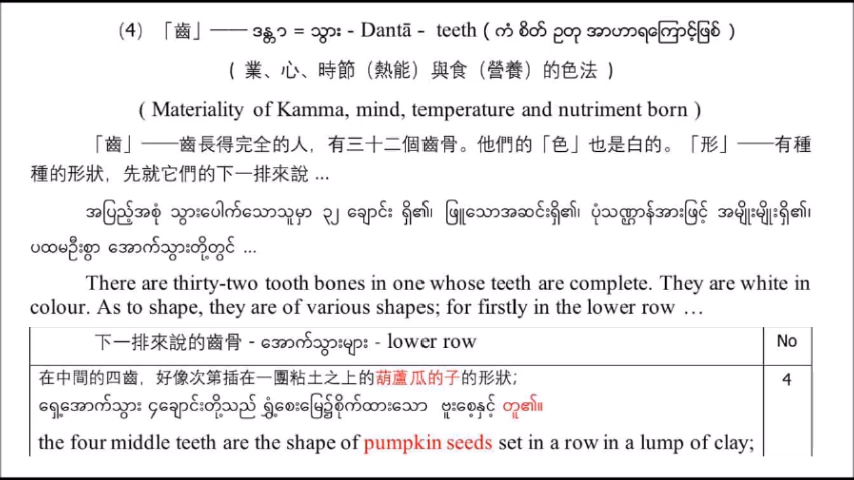 (4) 「齒」—— ဒန္တာ = သွား - Dantā - teeth ( ကံ စိတ် ဥတု အာဟာရကြောင့်ဖြစ် )
( 業、心、時節（熱能）與食（營養）的色法 )
( Materiality of Kamma, mind, temperature and nutriment born )
「齒」——齒長得完全的人，有三十二個齒骨。他們的「色」也是白的。「形」——有種
種的形狀，先就它們的下一排來說 ...
အပြည့်အစုံ သွားပေါက်သောသူမှာ ၃၂ ချောင်း ရှိ၏၊ ဖြူသောအဆင်းရှိ၏၊ ပုံသဏ္ဌာန်အားဖြင့် အမျိုးမျိုးရှိ၏၊
ပထမဦးစွာ အောက်သွားတို့တွင် ...
There are thirty-two tooth bones in one whose teeth are complete. They are white in
colour. As to shape, they are of various shapes; for firstly in the lower row …
下一排來說的齒骨 - အောက်သွားများ - lower row No
在中間的四齒，好像次第插在一團粘土之上的葫蘆瓜的子的形狀； 4
ရှေ့အောက်သွား ၄ချောင်းတို့သည် ရွှံ့စေးမြေ၌စိုက်ထားသော ဗူးစေ့နှင့် တူ၏။
the four middle teeth are the shape of pumpkin seeds set in a row in a lump of clay;